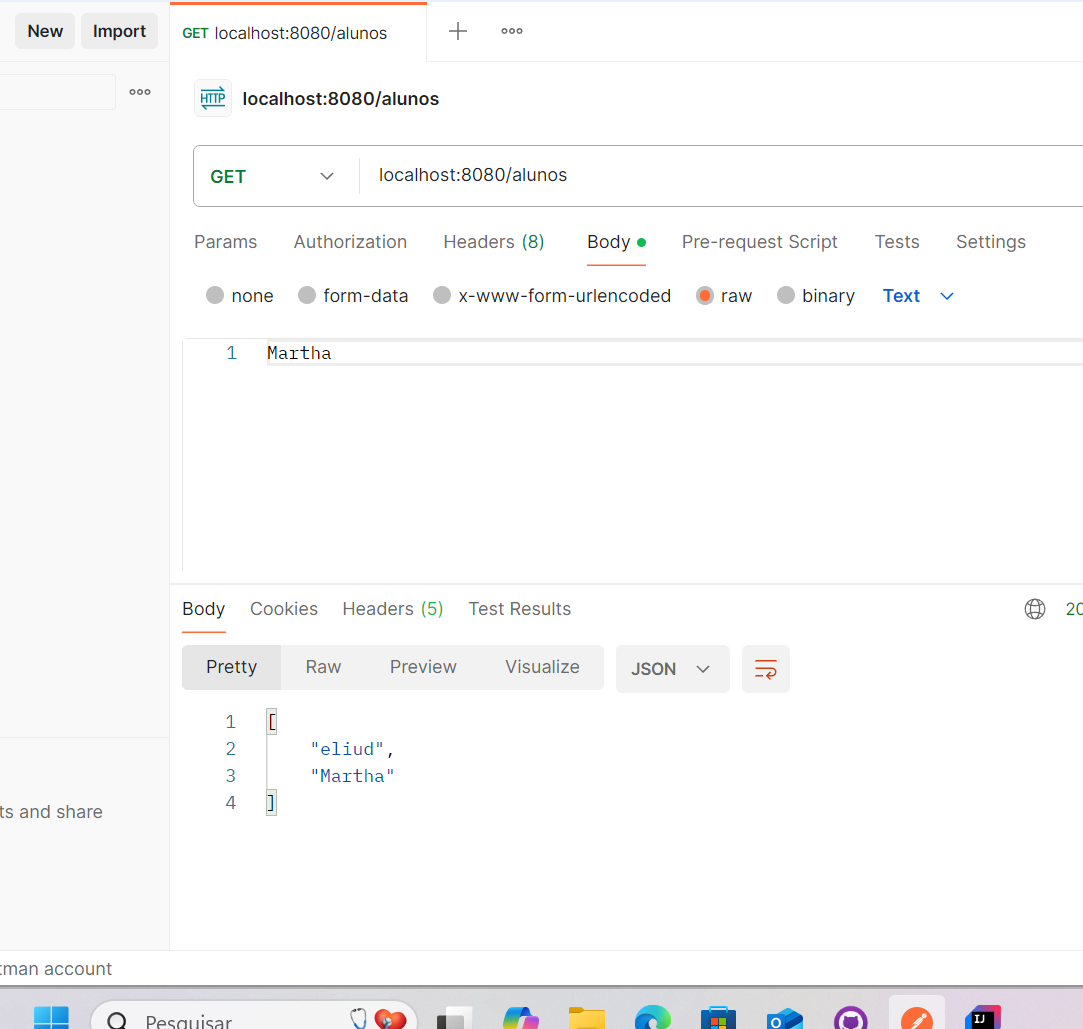 New Import GET localhost:8080/alunos
HTTP localhost:8080/alunos
GET localhost:8080/alunos
Params Authorization Headers (8) Body Pre-request Script Tests Settings
none form-data x-www-form-urlencoded raw binary Text
1 Martha
Body Cookies Headers (5) Test Results 20
Pretty Raw Preview Visualize JSON
1 [
2 "eliud",
3 "Martha"
4 ]
ts and share
tman account
Pesquisar
IJ